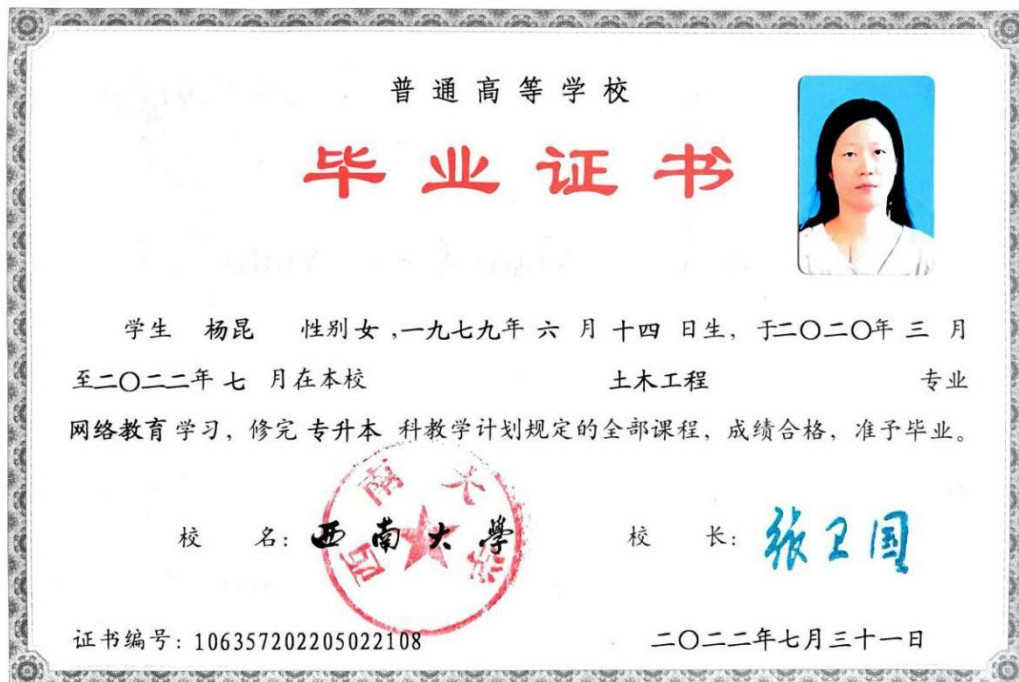 普通高等学校
毕业证书
学生 杨昆 性别 女 ,一九七九年 六 月 十四 日生，于二〇二〇年 三 月
至二〇二二年 七 月在本校 土木工程 专业
网络教育 学习，修完 专升本 科教学计划规定的全部课程，成绩合格，准予毕业。
校 名：西南大學
西南大学
校 长：张卫国
证书编号：106357202205022108
二〇二二年七月三十一日